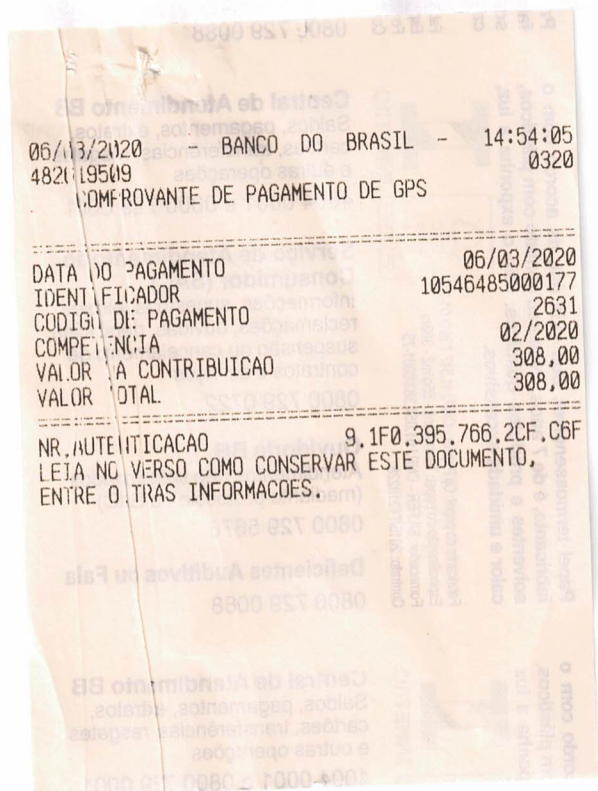 06/03/2020 - BANCO DO BRASIL - 14:54:05
482019509 0320
COMPROVANTE DE PAGAMENTO DE GPS
DATA DO PAGAMENTO 06/03/2020
IDENTIFICADOR 10546485000177
CODIGO DE PAGAMENTO 2631
COMPETENCIA 02/2020
VALOR DA CONTRIBUICAO 308,00
VALOR TOTAL 308,00
NR.AUTENTICACAO 9.1F0.395.766.2CF.C6F
LEIA NO VERSO COMO CONSERVAR ESTE DOCUMENTO,
ENTRE OUTRAS INFORMACOES.